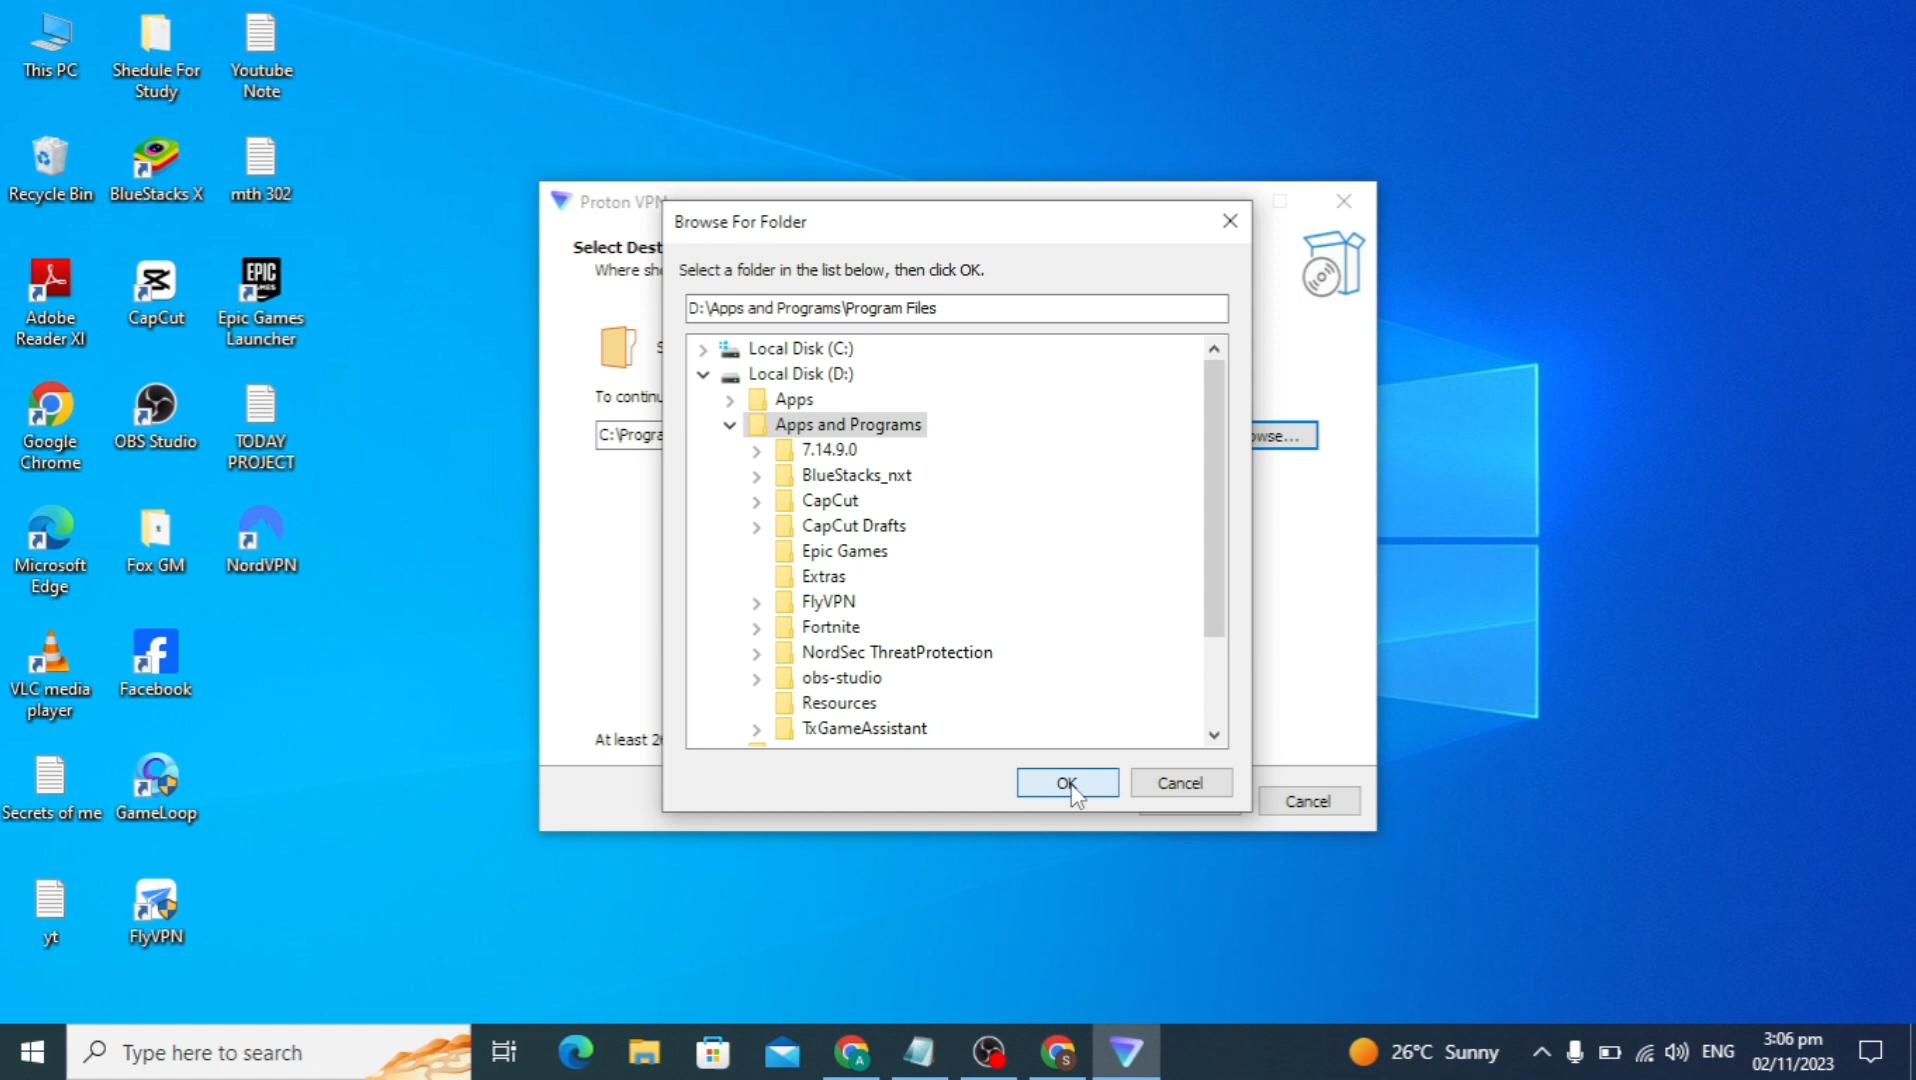 This PC
Shedule For
Study
Youtube
Note
Recycle Bin
BlueStacks X
mth 302
Adobe
Reader XI
CapCut
EPIC
GAMES
Epic Games
Launcher
Google
Chrome
OBS Studio
TODAY
PROJECT
Microsoft
Edge
Fox GM
NordVPN
VLC media
player
Facebook
Secrets of me
GameLoop
yt
FlyVPN
Proton VPN
Select Dest
Where sh
To continu
C:\Progra
owse...
At least 2
Cancel
Browse For Folder
Select a folder in the list below, then click OK.
D:\Apps and Programs\Program Files
Local Disk (C:)
Local Disk (D:)
Apps
Apps and Programs
7.14.9.0
BlueStacks_nxt
CapCut
CapCut Drafts
Epic Games
Extras
FlyVPN
Fortnite
NordSec ThreatProtection
obs-studio
Resources
TxGameAssistant
OK
Cancel
Type here to search
A
S
26°C Sunny
ENG
3:06 pm
02/11/2023